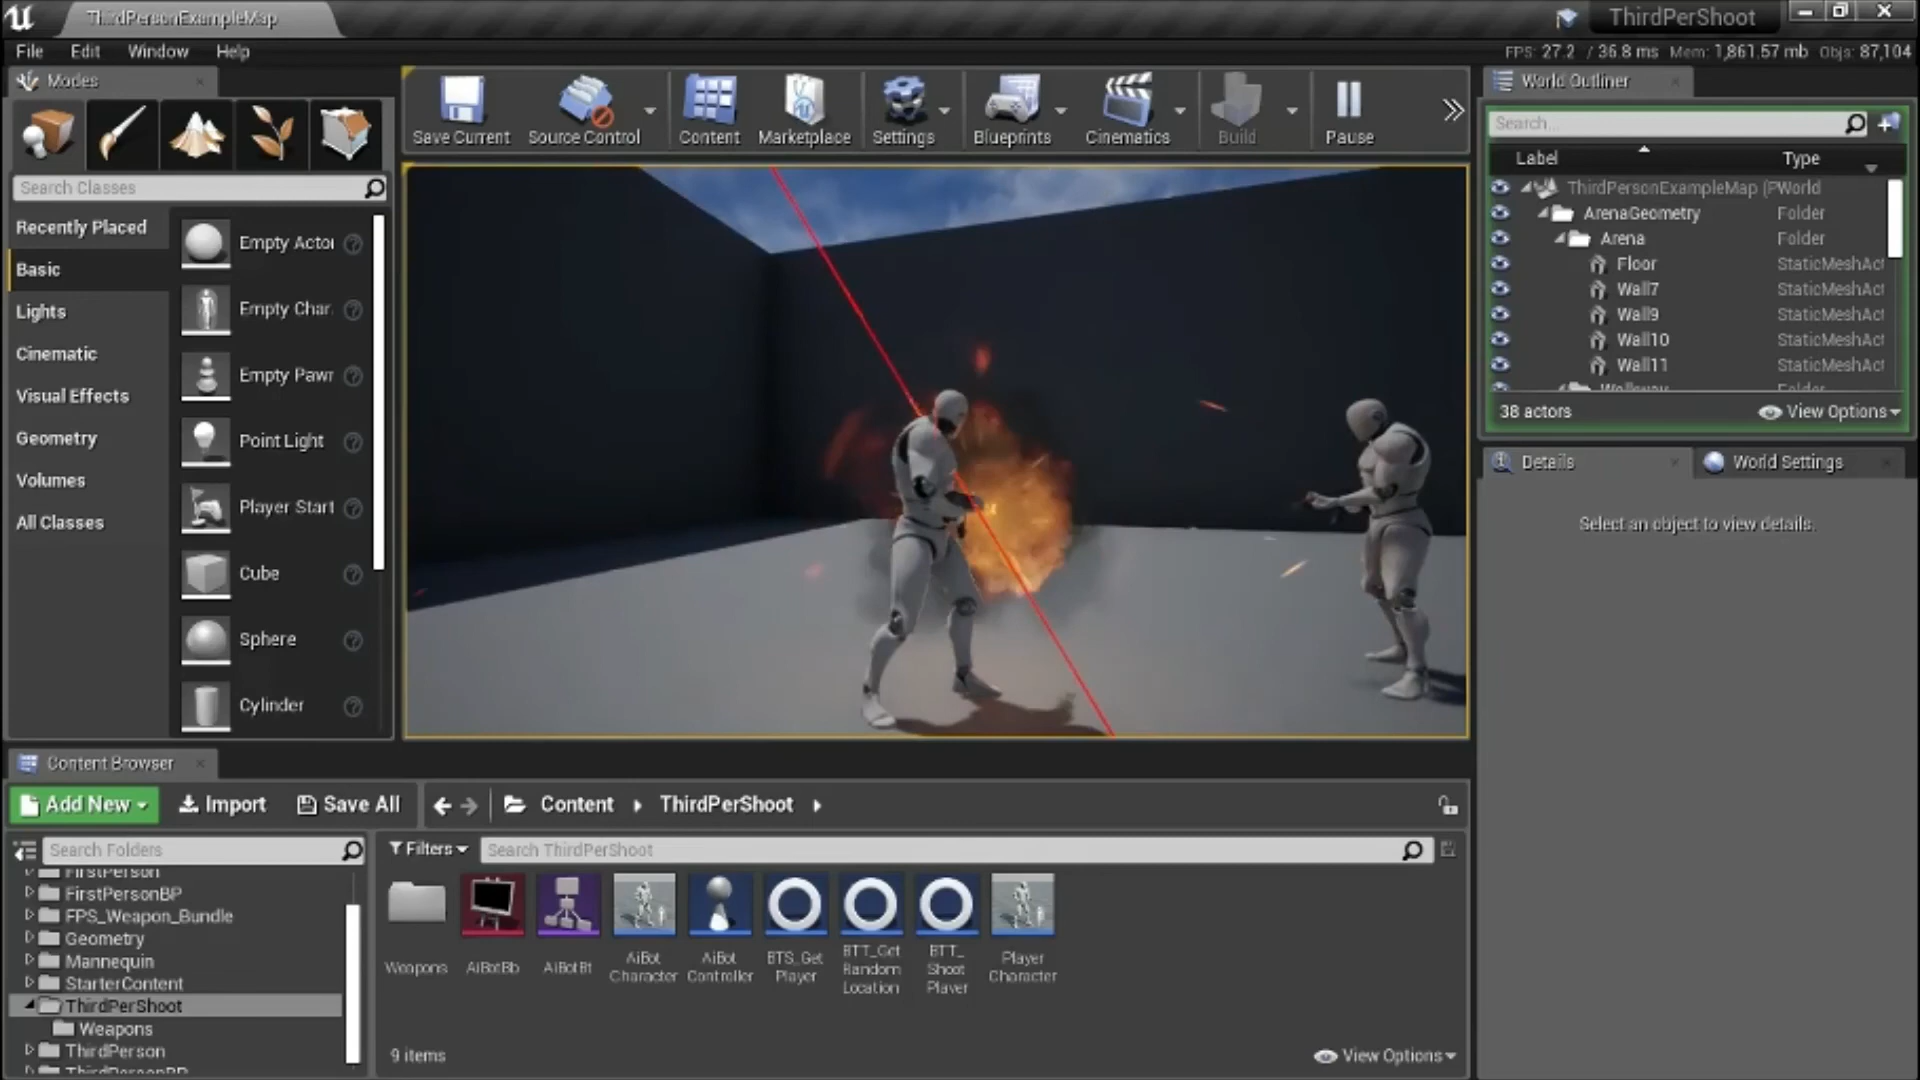 ThirdPersonExampleMap
ThirdPerShoot
File Edit Window Help
FPS: 27.2 / 36.8 ms Mem: 1,861.57 mb Objs: 87,104
Modes
Save Current
Source Control
Content
Marketplace
Settings
Blueprints
Cinematics
Build
Pause
World Outliner
Search...
Label
Type
ThirdPersonExampleMap (P
World
ArenaGeometry
Folder
Arena
Folder
Floor
StaticMeshAct
Wall7
StaticMeshAct
Wall9
StaticMeshAct
Wall10
StaticMeshAct
Wall11
StaticMeshAct
Folder
38 actors
View Options
Search Classes
Recently Placed
Basic
Lights
Cinematic
Visual Effects
Geometry
Volumes
All Classes
Empty Actor
Empty Char
Empty Pawn
Point Light
Player Start
Cube
Sphere
Cylinder
Details
World Settings
Select an object to view details.
Content Browser
Add New
Import
Save All
Content
ThirdPerShoot
Search Folders
Filters
Search ThirdPerShoot
FirstPerson
FirstPersonBP
FPS_Weapon_Bundle
Geometry
Mannequin
StarterContent
ThirdPerShoot
Weapons
ThirdPerson
ThirdPersonBP
Weapons
AiBotBb
AiBotBt
AiBot
Character
AiBot
Controller
BTS_Get
Player
BTT_Get
Random
Location
BTT_
Shoot
Player
Player
Character
9 items
View Options